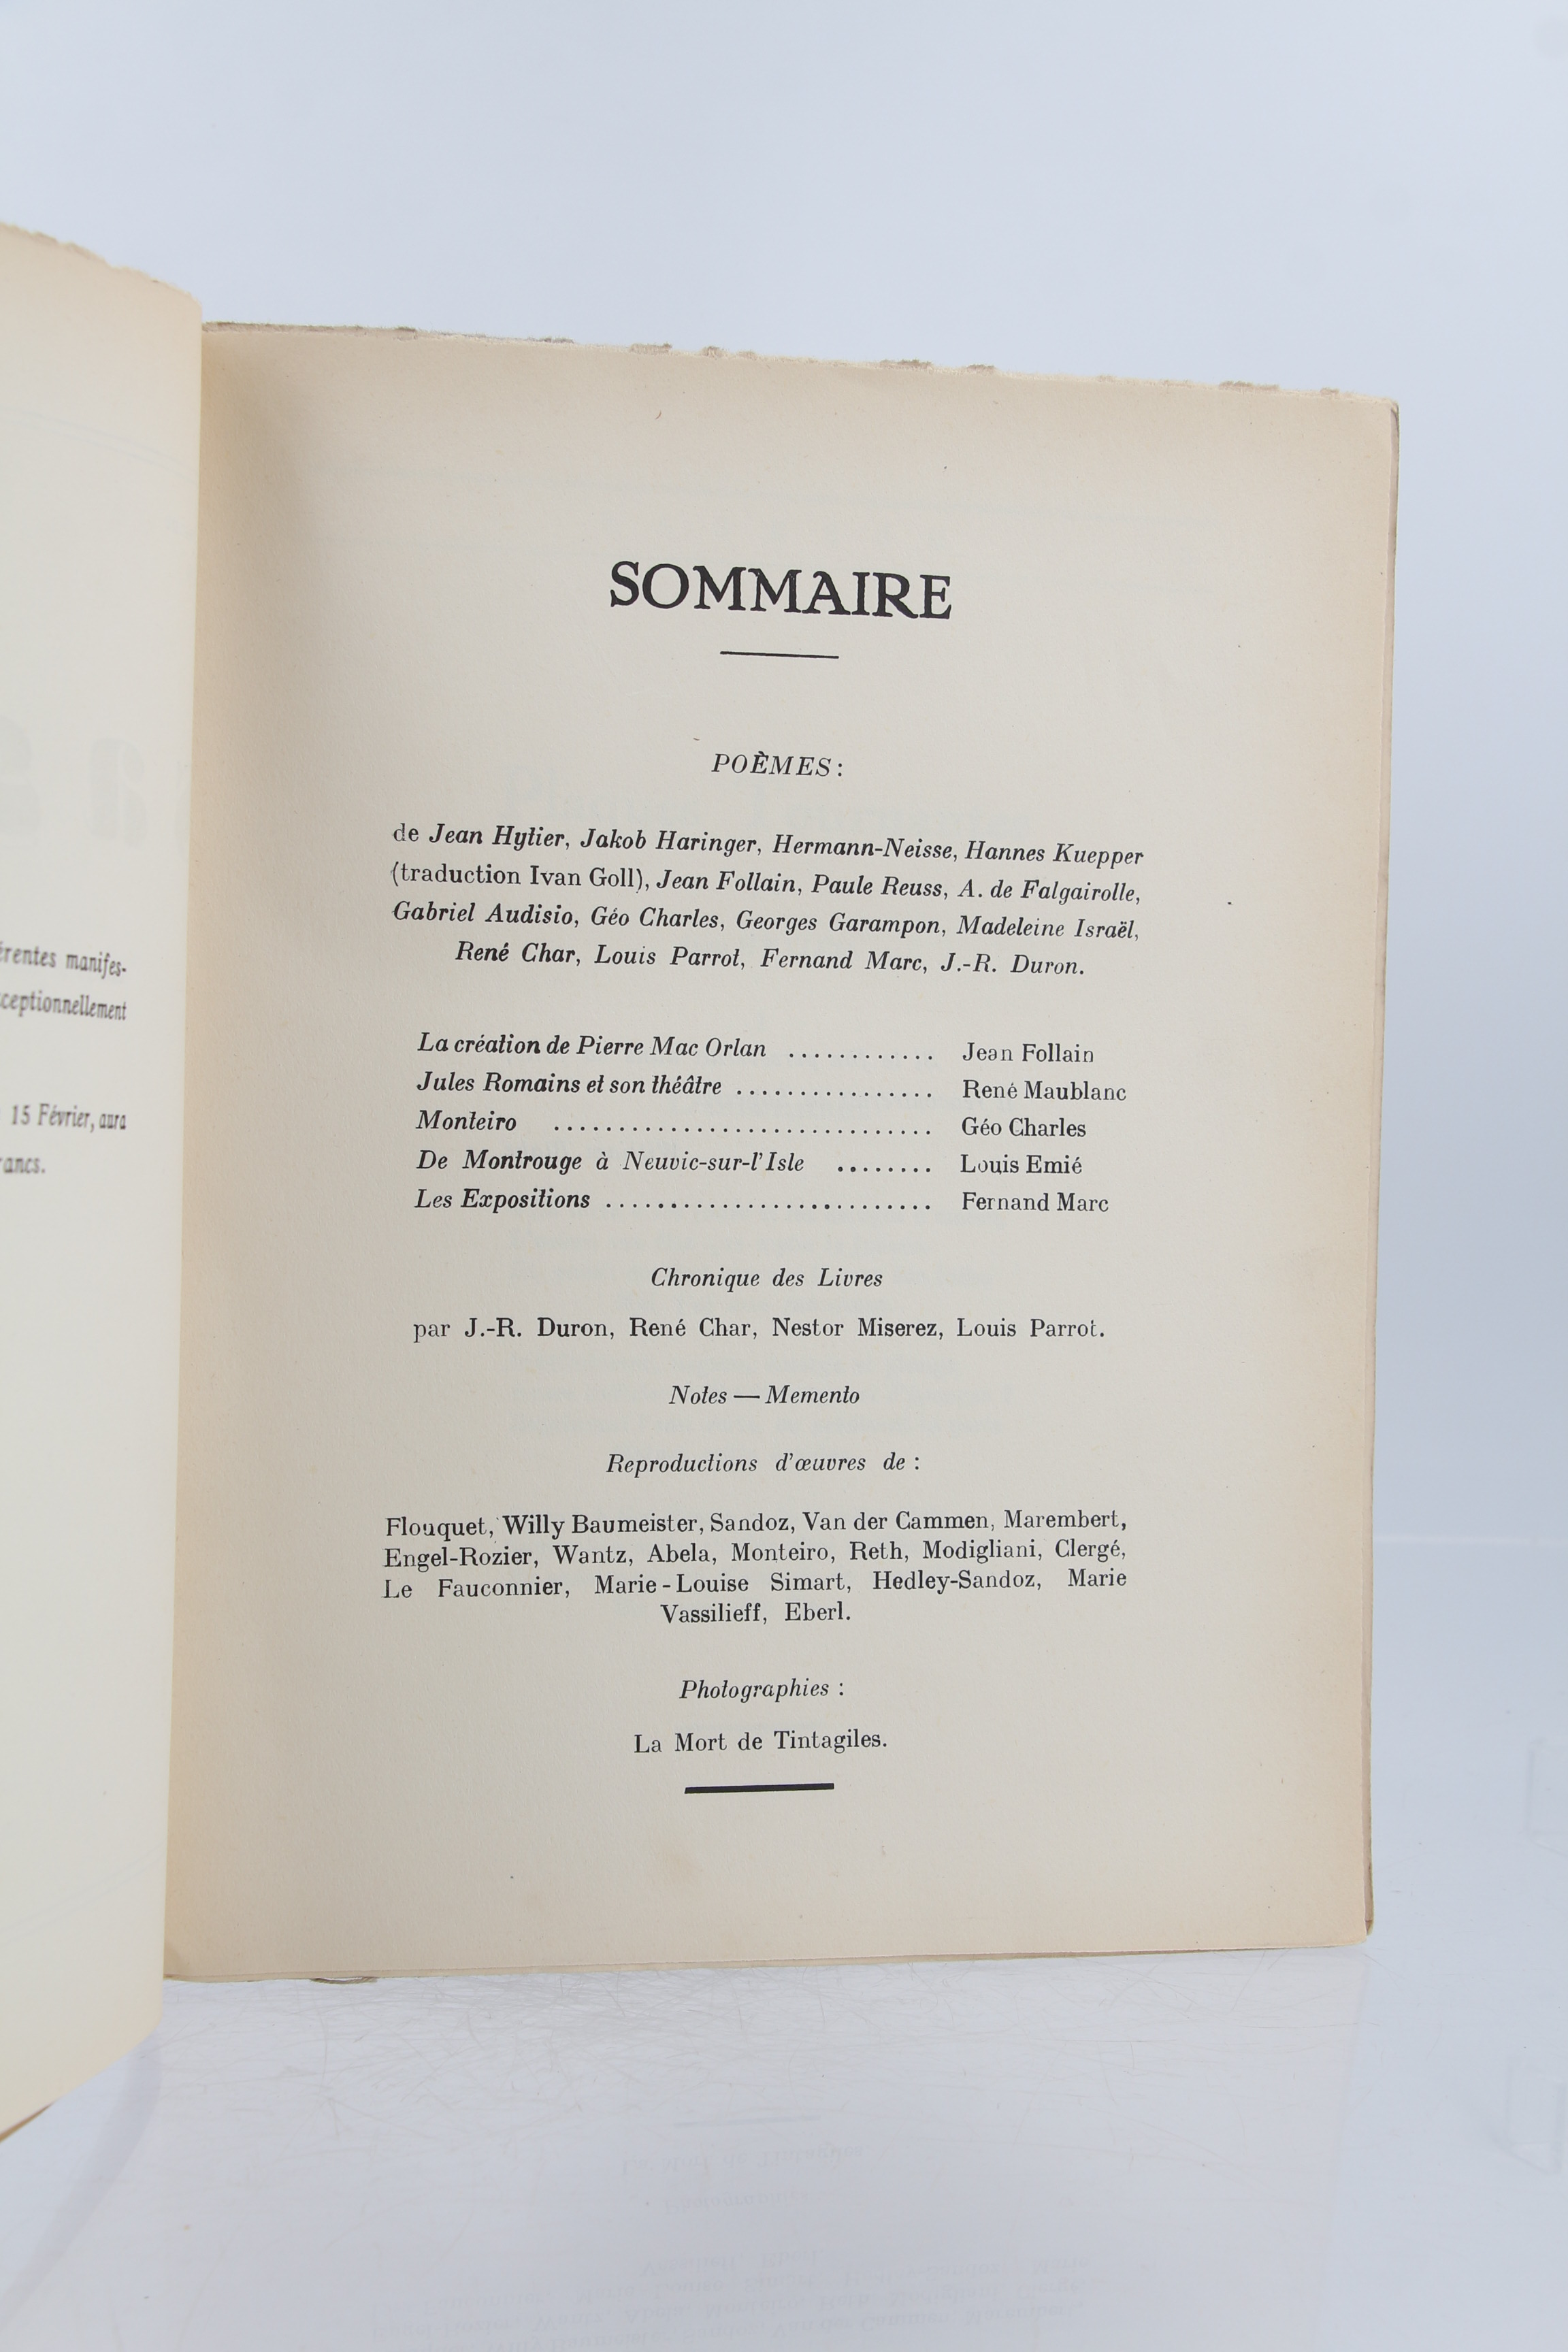 manifes-
ceptionnellement
15 Février, aura
SOMMAIRE
POÈMES :
de Jean Hytier, Jakob Haringer, Hermann-Neisse, Hannes Kuepper
(traduction Ivan Goll), Jean Follain, Paule Reuss, A. de Falgairolle,
Gabriel Audisio, Géo Charles, Georges Garampon, Madeleine Israël,
René Char, Louis Parrot, Fernand Marc, J.-R. Duron.
La création de Pierre Mac Orlan ............ Jean Follain
Jules Romains et son théâtre ................ René Maublanc
Monteiro .............................. Géo Charles
De Montrouge à Neuvic-sur-l'Isle ........ Louis Emié
Les Expositions .......................... Fernand Marc
Chronique des Livres
par J.-R. Duron, René Char, Nestor Miserez, Louis Parrot.
Notes — Memento
Reproductions d'œuvres de :
Flouquet, Willy Baumeister, Sandoz, Van der Cammen, Marembert,
Engel-Rozier, Wantz, Abela, Monteiro, Reth, Modigliani, Clergé,
Le Fauconnier, Marie-Louise Simart, Hedley-Sandoz, Marie
Vassilieff, Eberl.
Photographies :
La Mort de Tintagiles.